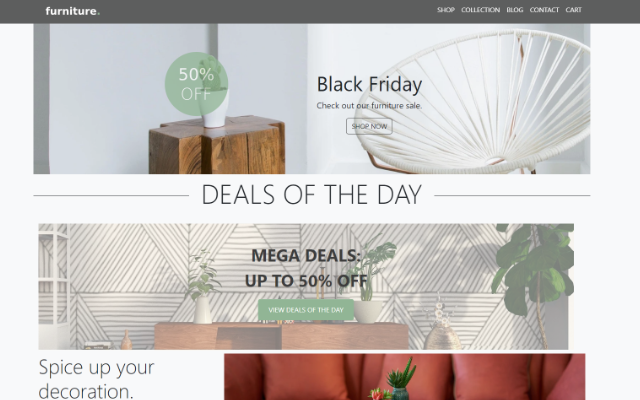 furniture.
SHOP COLLECTION BLOG CONTACT CART
50%
OFF
Black Friday
Check out our furniture sale.
SHOP NOW
DEALS OF THE DAY
MEGA DEALS:
UP TO 50% OFF
VIEW DEALS OF THE DAY
Spice up your
decoration.